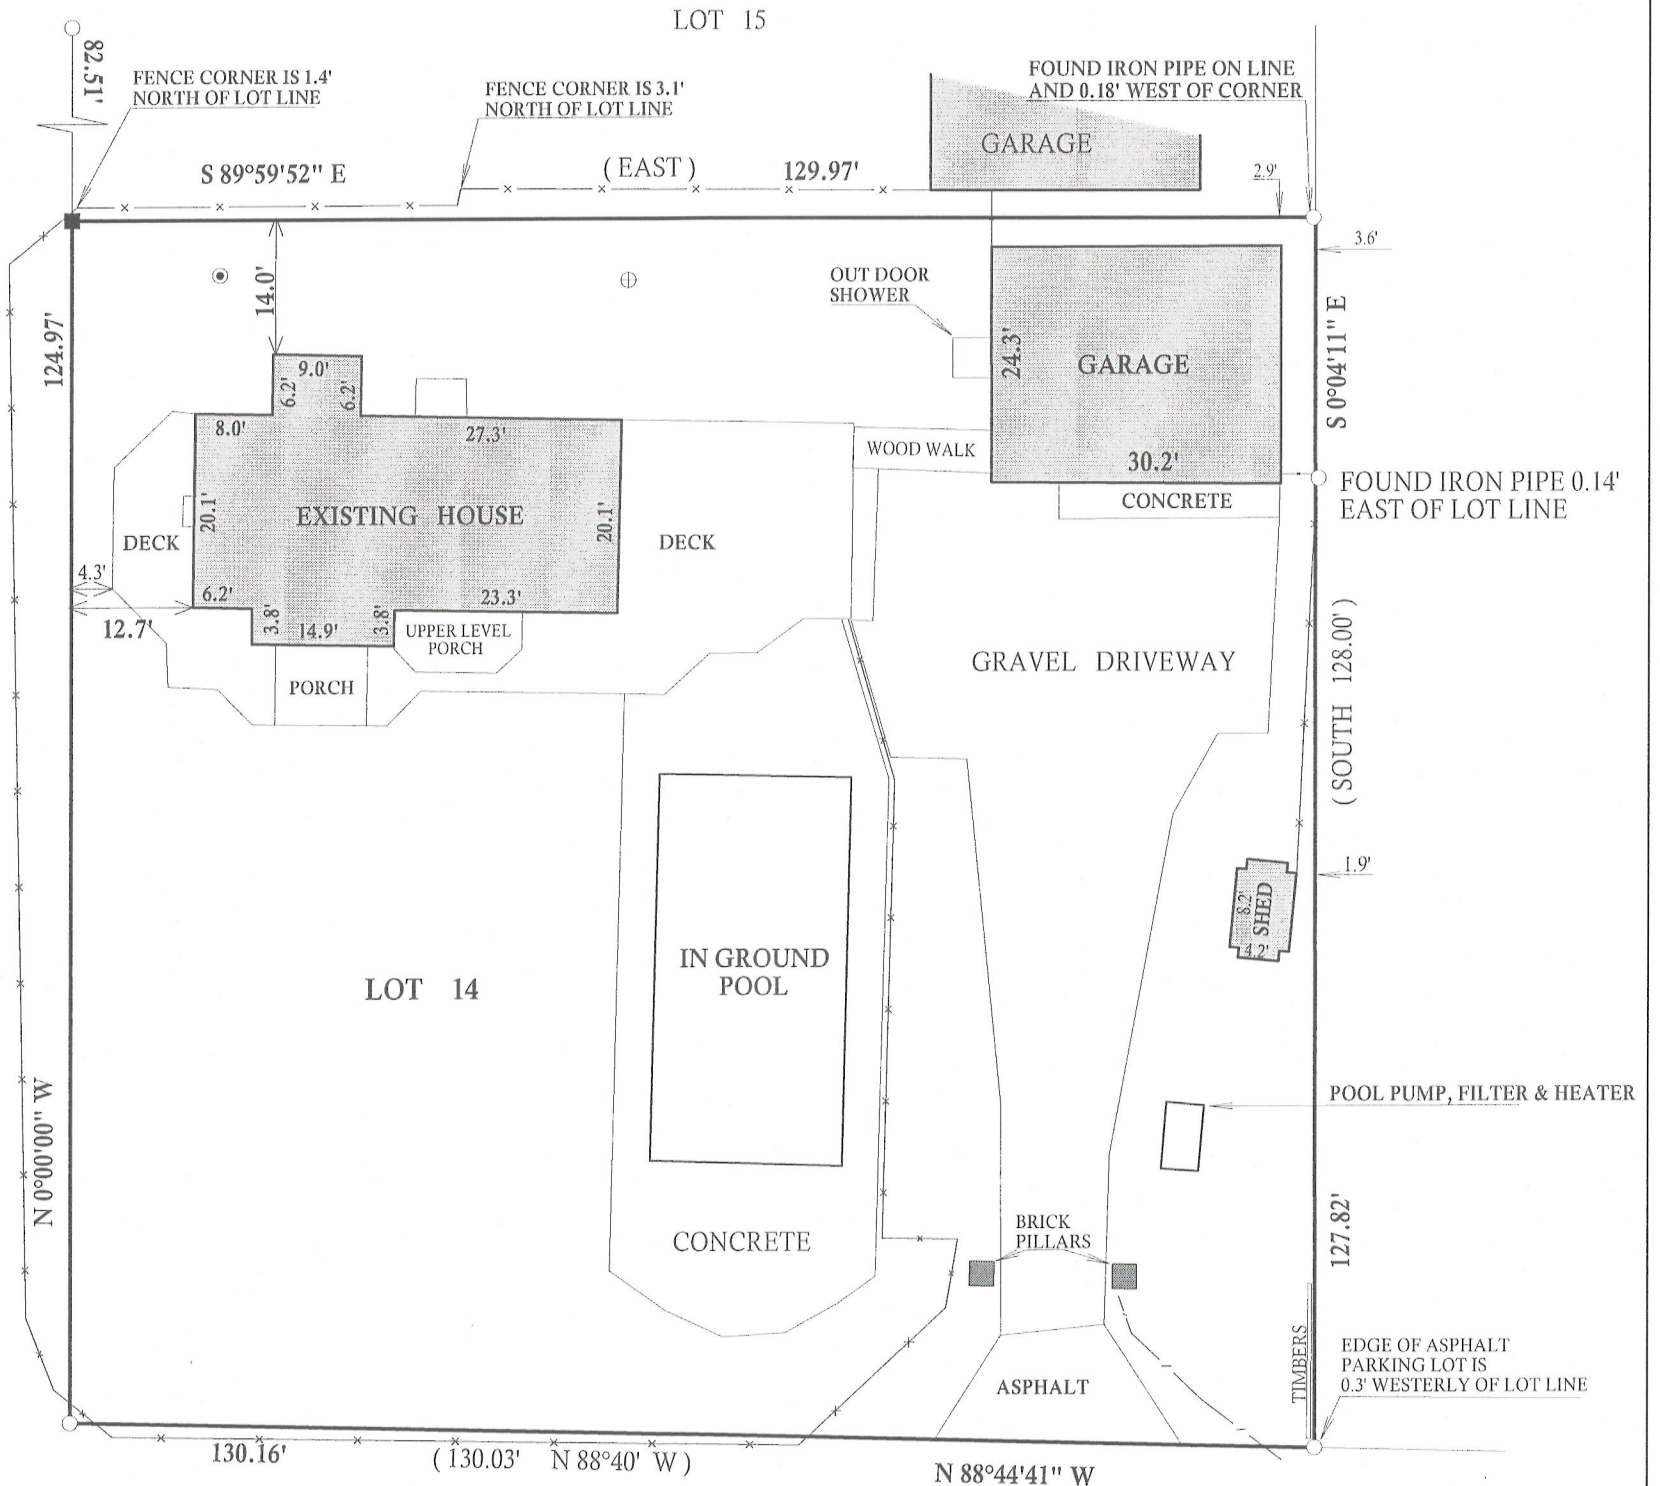 LOT 15
82.51'
FENCE CORNER IS 1.4'
NORTH OF LOT LINE
FENCE CORNER IS 3.1'
NORTH OF LOT LINE
FOUND IRON PIPE ON LINE
AND 0.18' WEST OF CORNER
GARAGE
S 89°59'52" E
( EAST )
129.97'
2.9'
3.6'
14.0'
OUT DOOR
SHOWER
124.97'
S 0°04'11" E
24.3'
GARAGE
30.2'
9.0'
6.2'
6.2'
8.0'
27.3'
WOOD WALK
CONCRETE
FOUND IRON PIPE 0.14'
EAST OF LOT LINE
20.1'
EXISTING HOUSE
20.1'
DECK
DECK
4.3'
6.2'
23.3'
12.7'
3.8'
14.9'
3.8'
UPPER LEVEL
PORCH
PORCH
GRAVEL DRIVEWAY
( SOUTH 128.00' )
1.9'
8.2'
SHED
4.2'
IN GROUND
POOL
LOT 14
N 0°00'00" W
POOL PUMP, FILTER & HEATER
CONCRETE
BRICK
PILLARS
127.82'
TIMBERS
EDGE OF ASPHALT
PARKING LOT IS
0.3' WESTERLY OF LOT LINE
ASPHALT
130.16'
( 130.03' N 88°40' W )
N 88°44'41" W